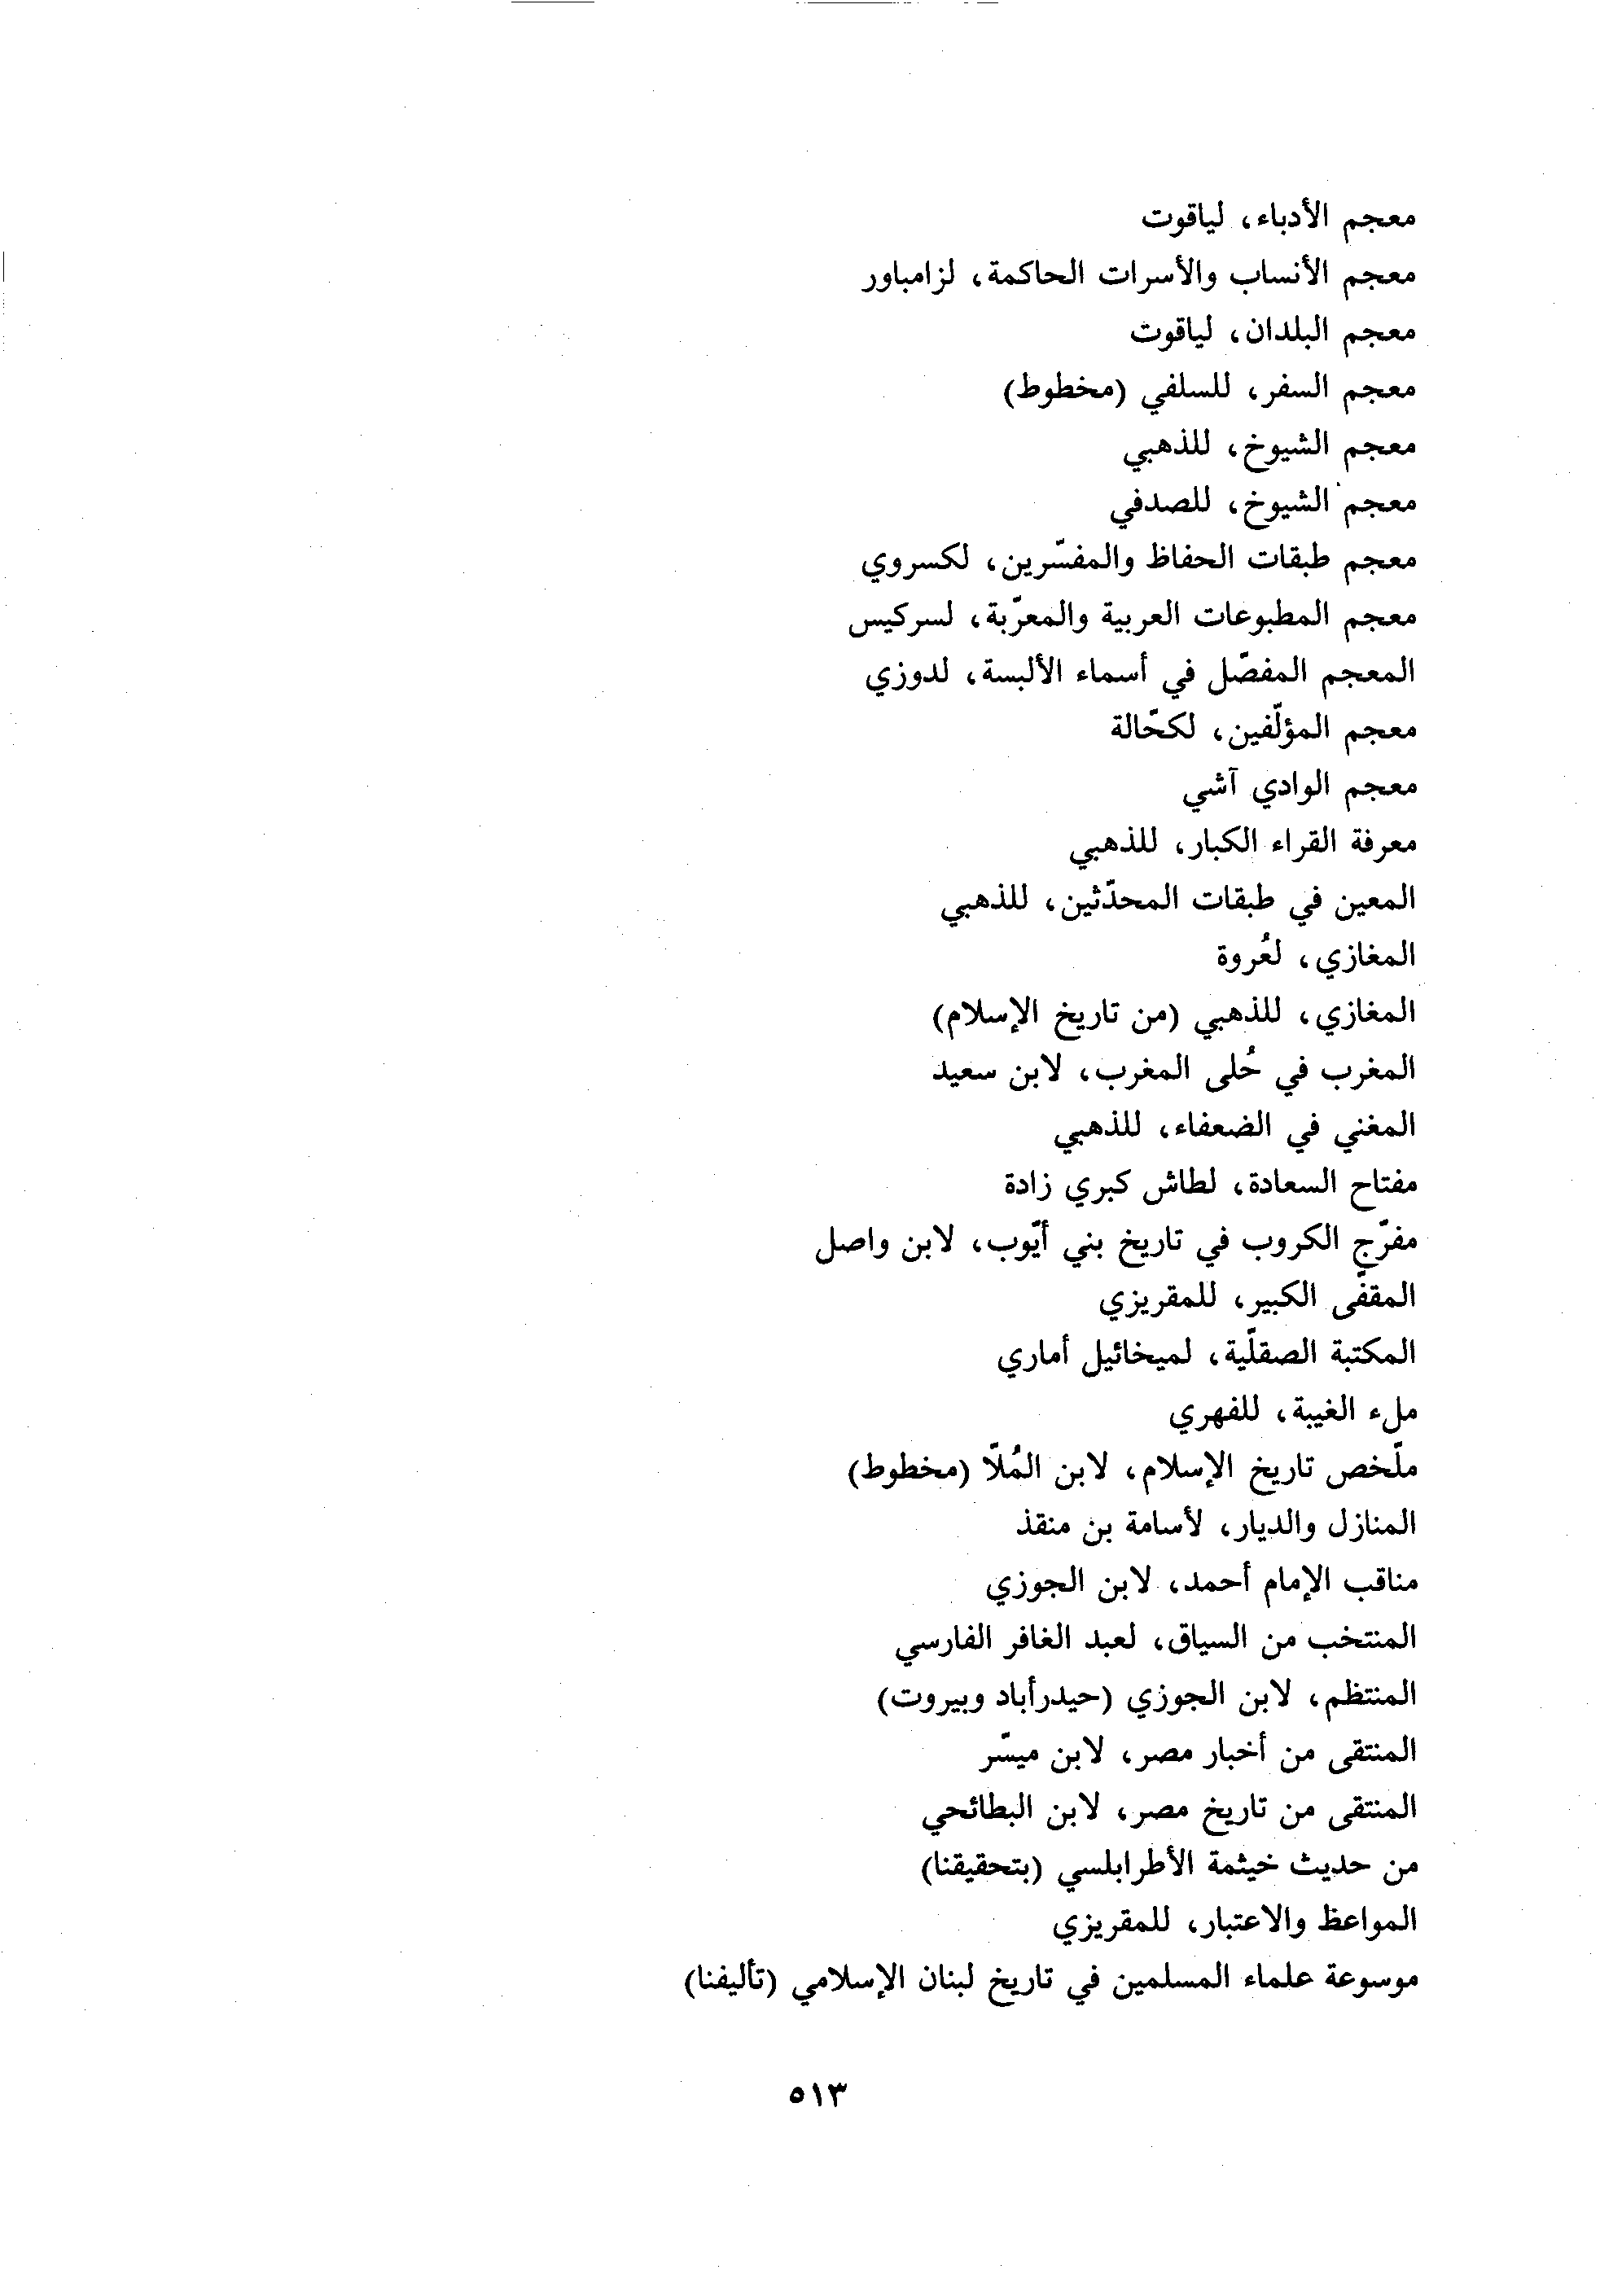 معجم الأدباء، لياقوت
معجم الأنساب والأسرات الحاكمة، لزامباور
معجم البلدان، لياقوت
معجم السفر، للسلفي (مخطوط)
معجم الشيوخ، للذهبي
معجم الشيوخ، للصدفي
معجم طبقات الحفاظ والمفسّرين، لكسروي
معجم المطبوعات العربية والمعرّبة، لسركيس
المعجم المفصّل في أسماء الألبسة، لدوزي
معجم المؤلّفين، لكحّالة
معجم الوادي آشي
معرفة القراء الكبار، للذهبي
المعين في طبقات المحدّثين، للذهبي
المغازي، لعُروة
المغازي، للذهبي (من تاريخ الإسلام)
المغرب في حُلى المغرب، لابن سعيد
المغني في الضعفاء، للذهبي
مفتاح السعادة، لطاش كبري زادة
مفرّج الكروب في تاريخ بني أيّوب، لابن واصل
المقفّى الكبير، للمقريزي
المكتبة الصقلّية، لميخائيل أماري
ملء الغيبة، للفهري
ملّخص تاريخ الإسلام، لابن المُلّا (مخطوط)
المنازل والديار، لأسامة بن منقذ
مناقب الإمام أحمد، لابن الجوزي
المنتخب من السياق، لعبد الغافر الفارسي
المنتظم، لابن الجوزي (حيدرأباد وبيروت)
المنتقى من أخبار مصر، لابن ميسّر
المنتقى من تاريخ مصر، لابن البطائحي
من حديث خيثمة الأطرابلسي (بتحقيقنا)
المواعظ والاعتبار، للمقريزي
موسوعة علماء المسلمين في تاريخ لبنان الإسلامي (تأليفنا)
٥١٣